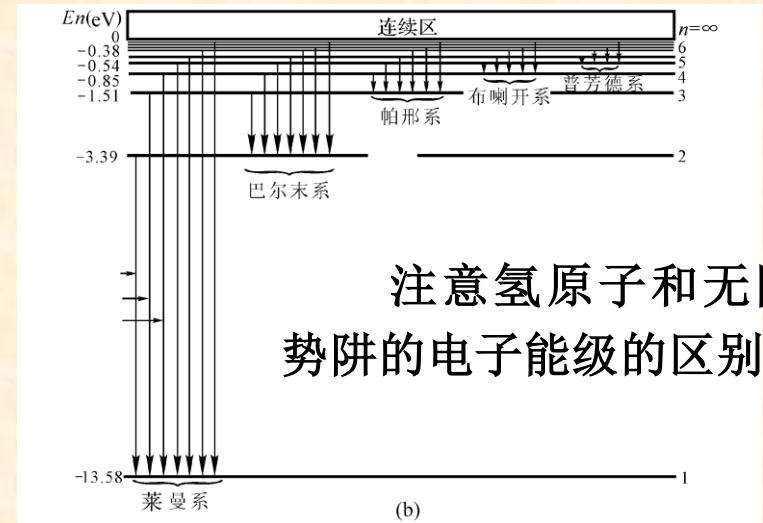 En(eV)
连续区
n=∞
0
6
-0.38
5
-0.54
4
-0.85
普芳德系
3
-1.51
布喇开系
帕邢系
-3.39
2
巴尔末系
注意氢原子和无
势阱的电子能级的区别
-13.58
1
莱曼系
(b)